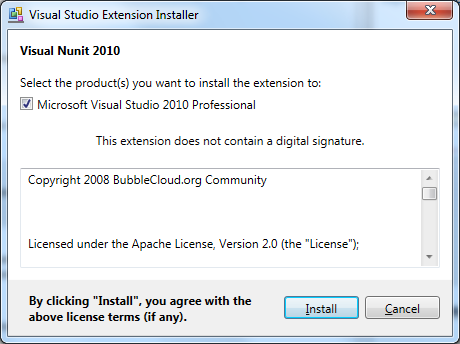 Visual Studio Extension Installer
Visual Nunit 2010
Select the product(s) you want to install the extension to:
Microsoft Visual Studio 2010 Professional
This extension does not contain a digital signature.
Copyright 2008 BubbleCloud.org Community
Licensed under the Apache License, Version 2.0 (the "License");
By clicking "Install", you agree with the
above license terms (if any).
Install
Cancel